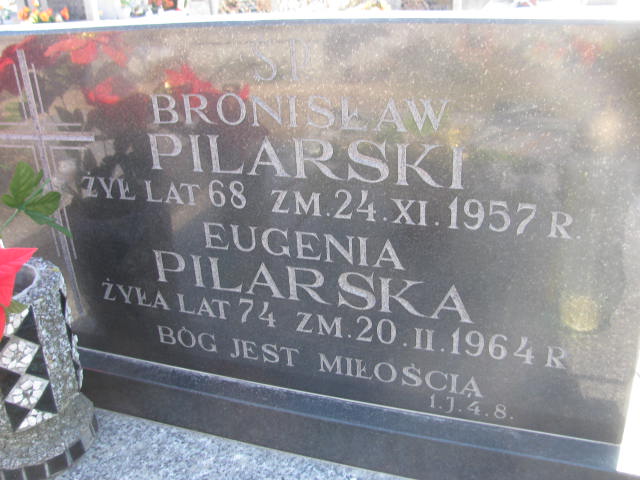 Ś P
BRONISŁAW
PILARSKI
ŻYŁ LAT 68 ZM. 24. XI. 1957 R.
EUGENIA
PILARSKA
ŻYŁA LAT 74 ZM. 20. II. 1964 R
BÓG JEST MIŁOŚCIĄ
1. J. 4. 8.